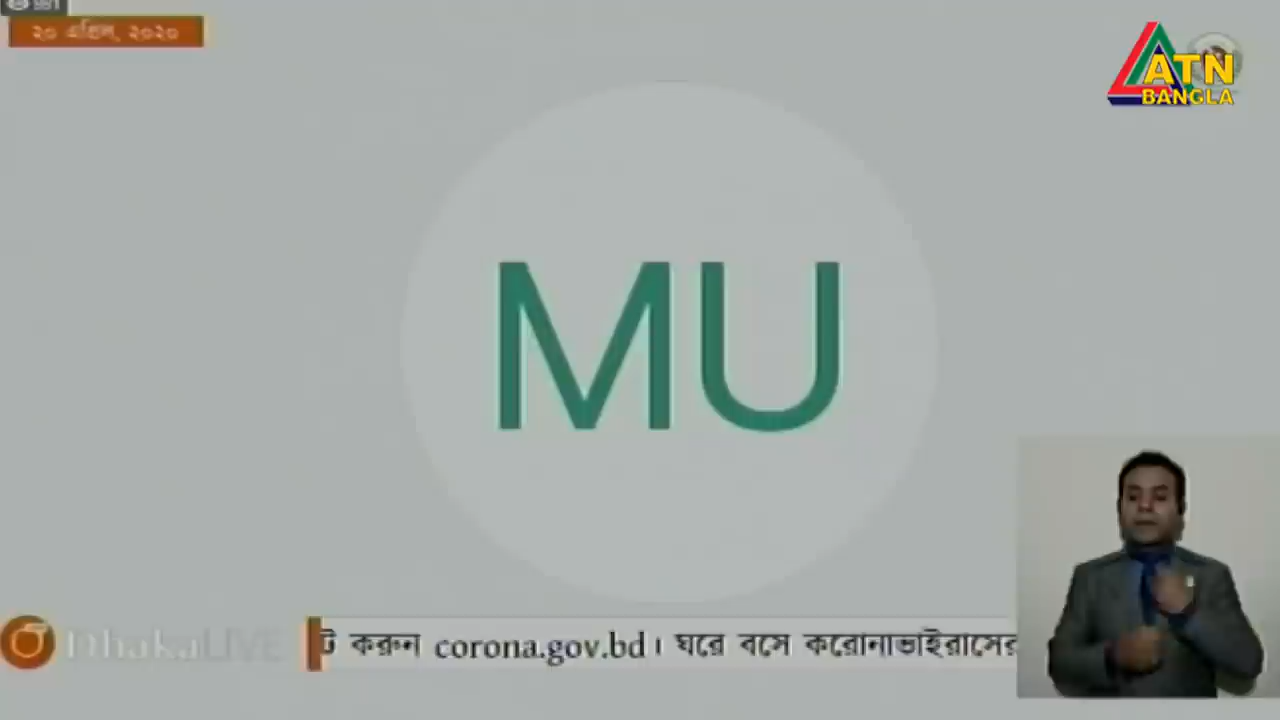 ২০ এপ্রিল, ২০২০
ATN
BANGLA
MU
DhakaLIVE
ট করুন corona.gov.bd। ঘরে বসে করোনাভাইরাসের